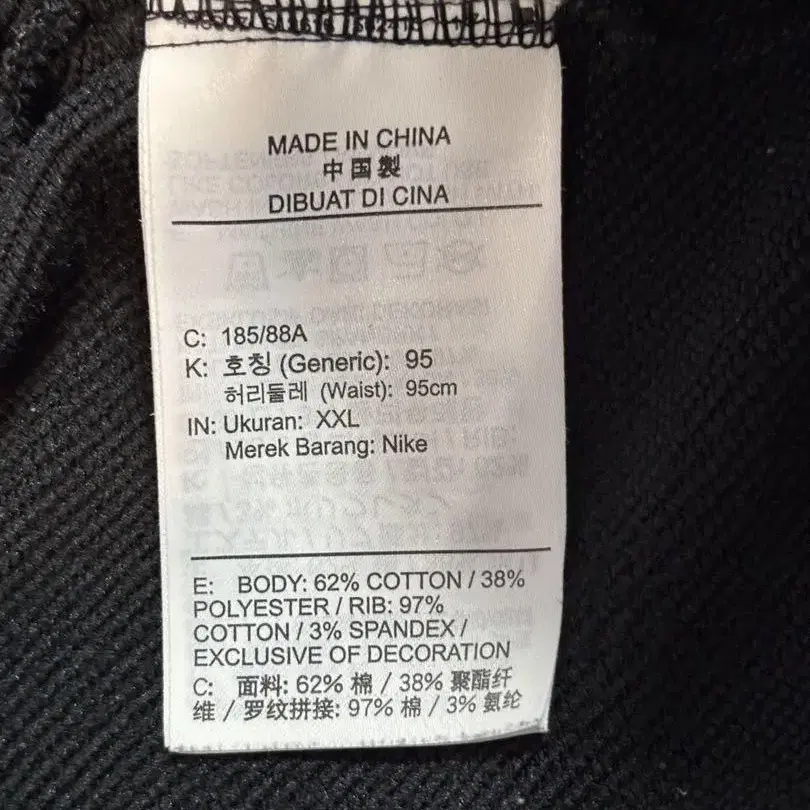 MADE IN CHINA
中国製
DIBUAT DI CINA
C: 185/88A
K: 호칭 (Generic): 95
허리둘레 (Waist): 95cm
IN: Ukuran: XXL
Merek Barang: Nike
E: BODY: 62% COTTON / 38%
POLYESTER / RIB: 97%
COTTON / 3% SPANDEX /
EXCLUSIVE OF DECORATION
C: 面料: 62% 棉 / 38% 聚酯纤
维 / 罗纹拼接: 97% 棉 / 3% 氨纶